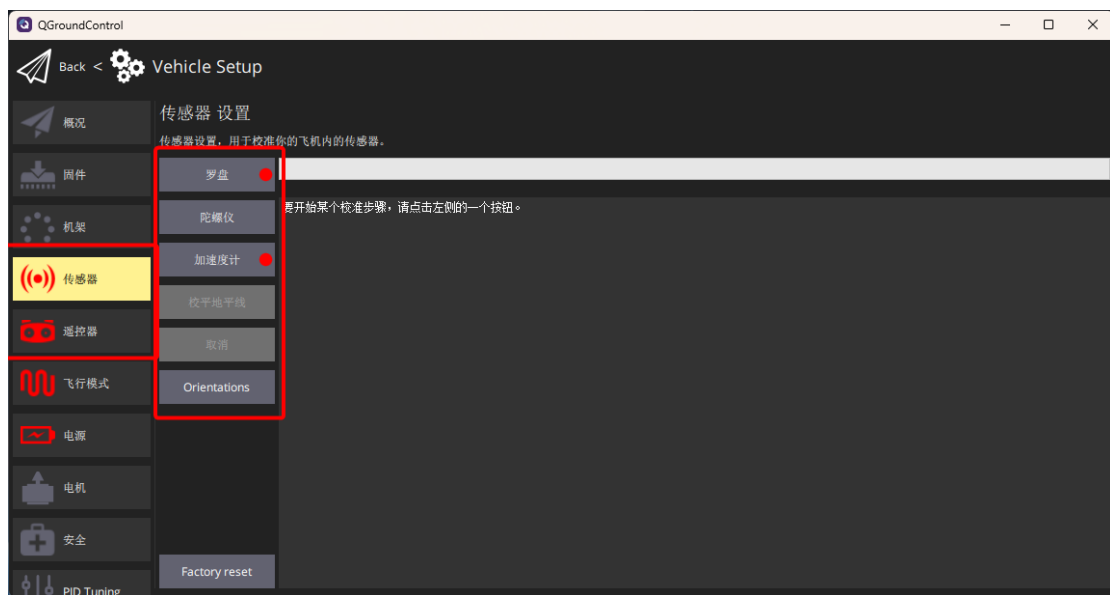 QGroundControl
Back < Vehicle Setup
概况
固件
机架
传感器
遥控器
飞行模式
电源
电机
安全
PID Tuning
传感器 设置
传感器设置，用于校准你的飞机内的传感器。
罗盘
陀螺仪
加速度计
校平地平线
取消
Orientations
Factory reset
要开始某个校准步骤，请点击左侧的一个按钮。